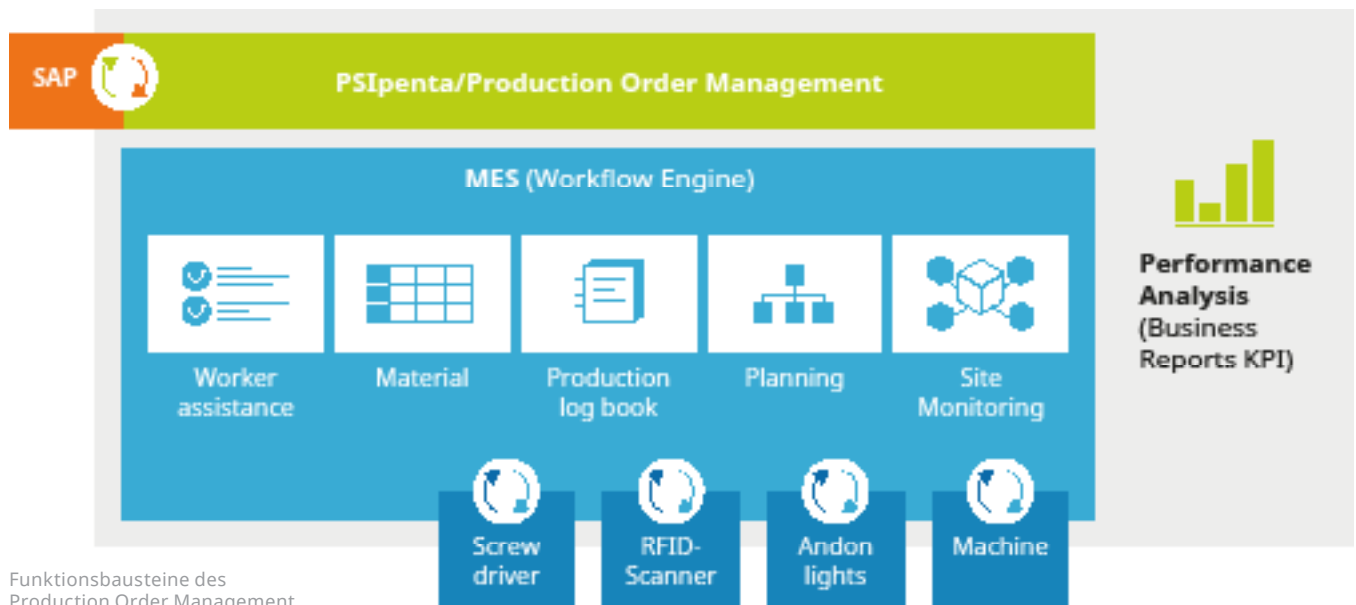 SAP
PSIpenta/Production Order Management
MES (Workflow Engine)
Worker
assistance
Material
Production
log book
Planning
Site
Monitoring
Screw
driver
RFID-
Scanner
Andon
lights
Machine
Performance
Analysis
(Business
Reports KPI)
Funktionsbausteine des
Production Order Management